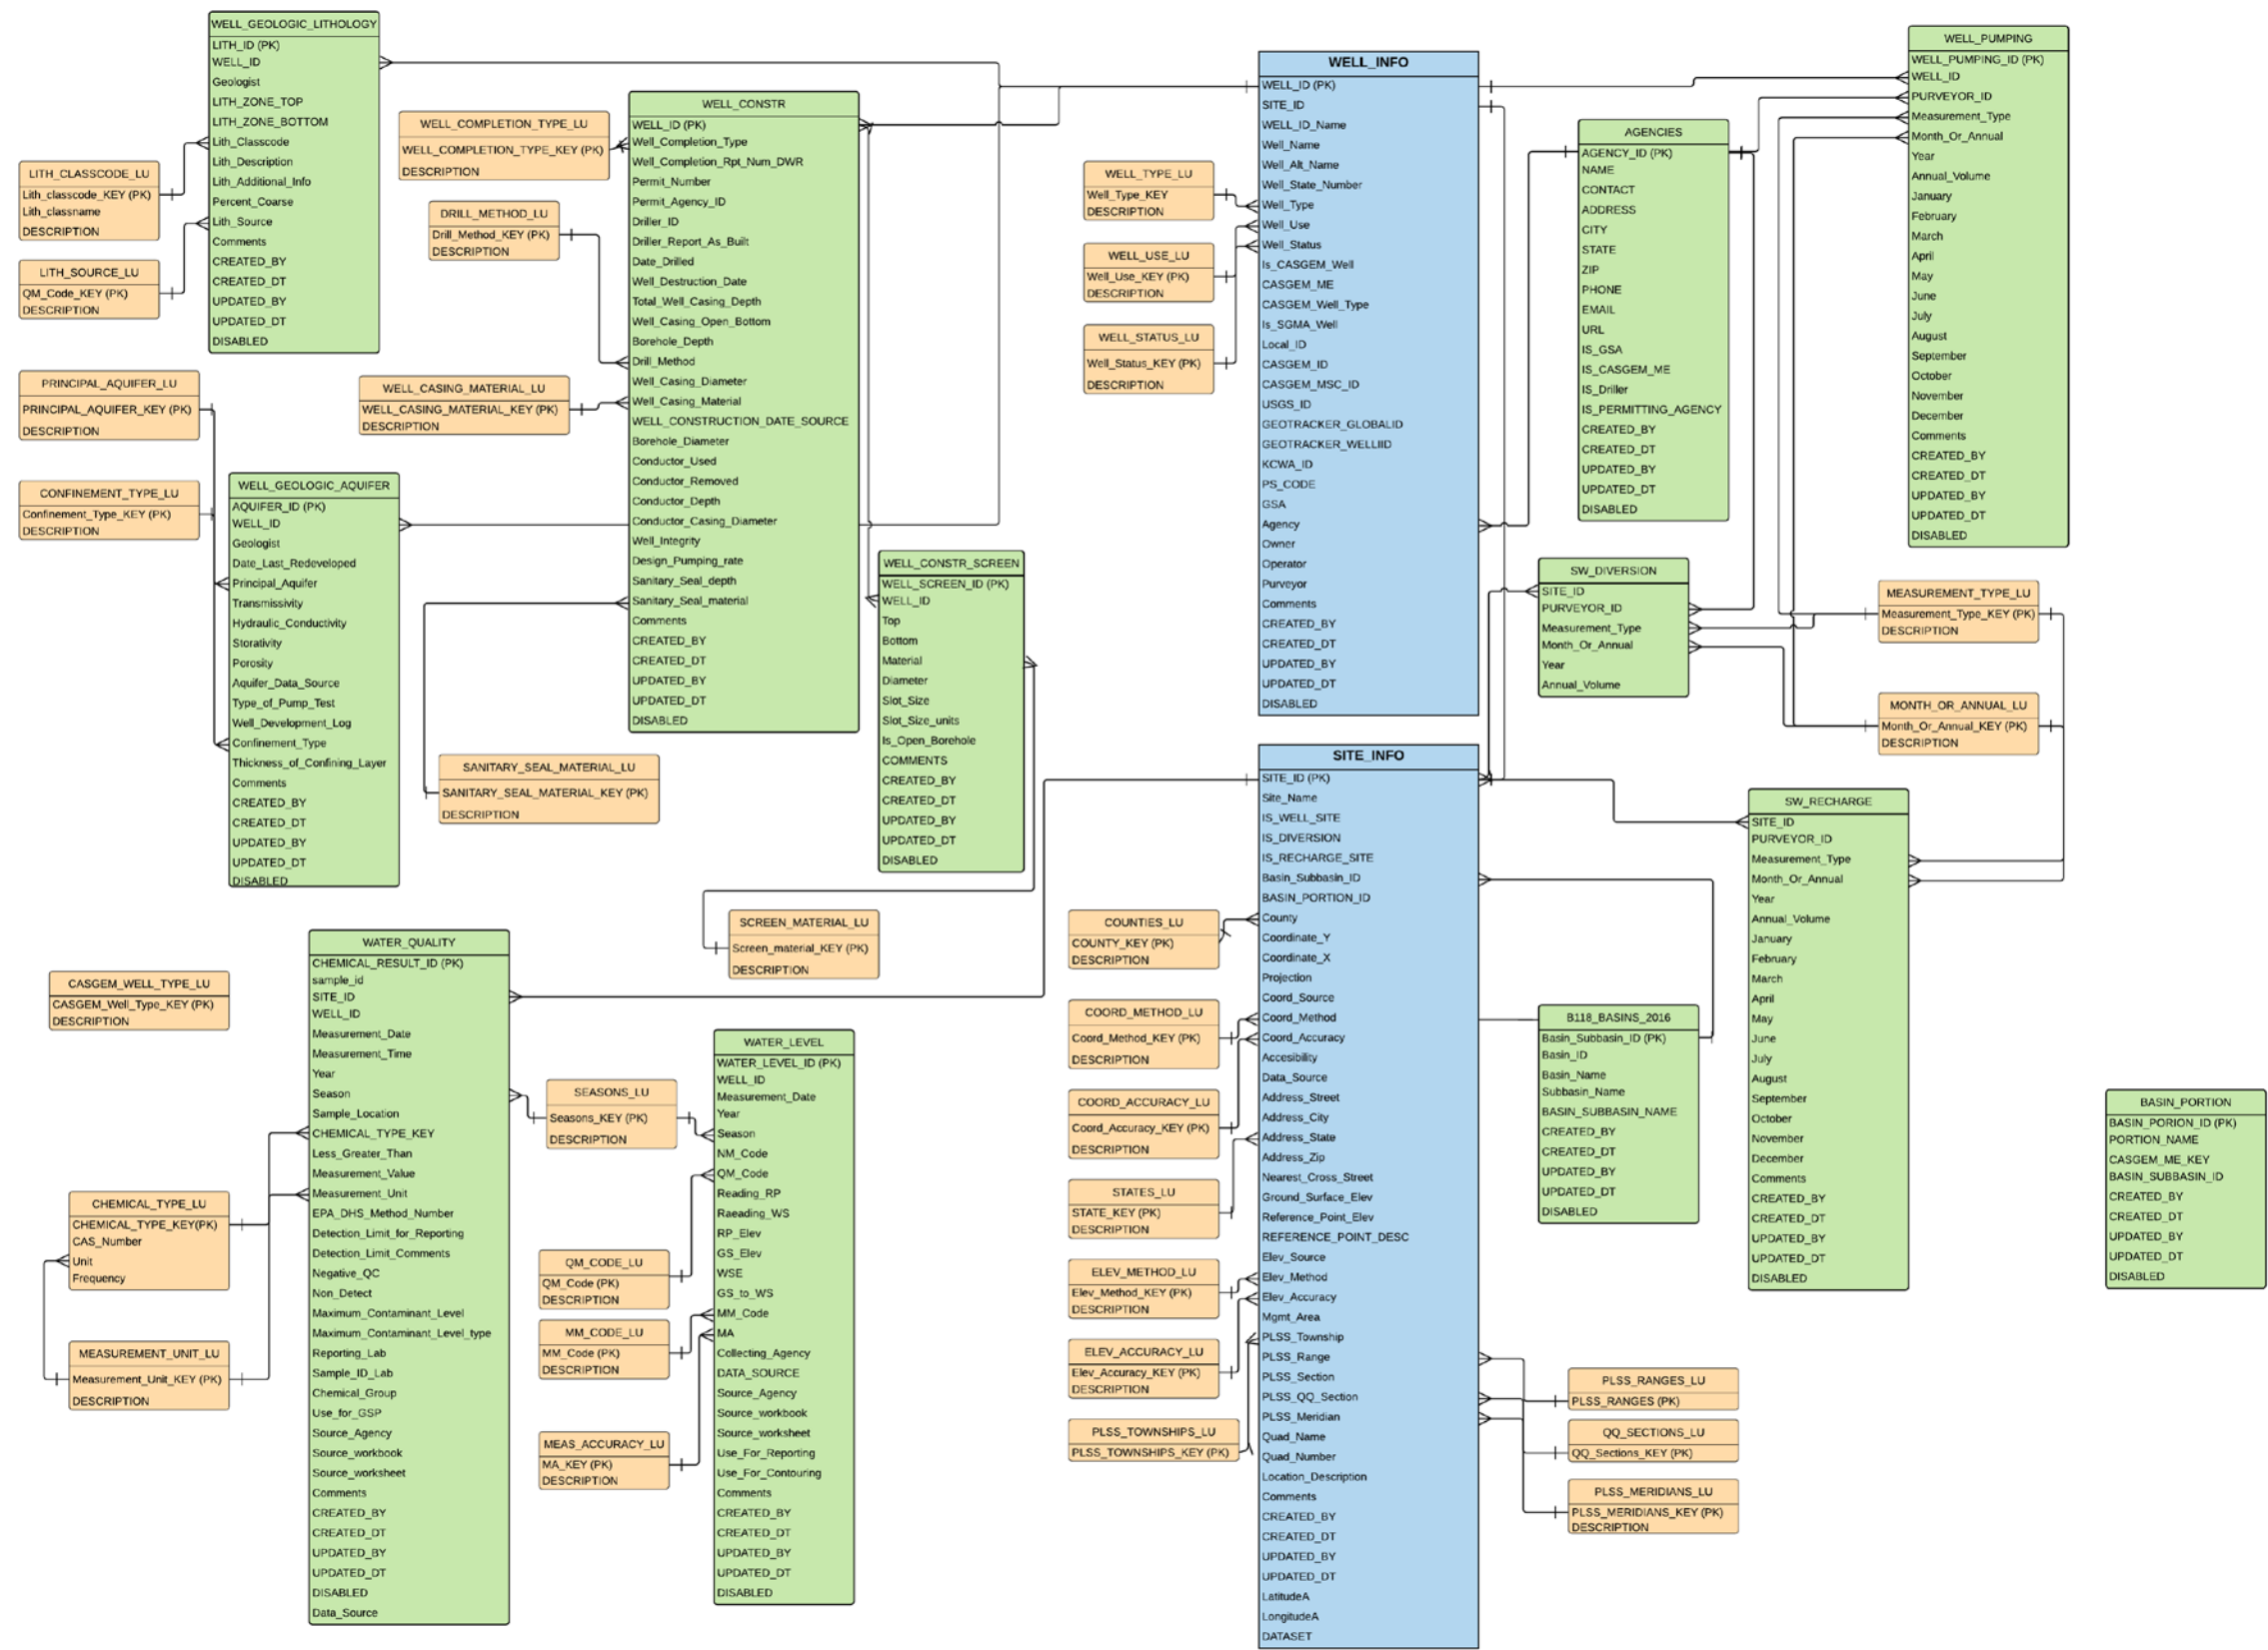 WELL_GEOLOGIC_LITHOLOGY
LITH_ID (PK)
WELL_ID
Geologist
LITH_ZONE_TOP
LITH_ZONE_BOTTOM
Lith_Classcode
Lith_Description
Lith_Additional_Info
Percent_Coarse
Lith_Source
Comments
CREATED_BY
CREATED_DT
UPDATED_BY
UPDATED_DT
DISABLED
LITH_CLASSCODE_LU
Lith_classcode_KEY (PK)
Lith_classname
DESCRIPTION
LITH_SOURCE_LU
QM_Code_KEY (PK)
DESCRIPTION
PRINCIPAL_AQUIFER_LU
PRINCIPAL_AQUIFER_KEY (PK)
DESCRIPTION
CONFINEMENT_TYPE_LU
Confinement_Type_KEY (PK)
DESCRIPTION
WELL_GEOLOGIC_AQUIFER
AQUIFER_ID (PK)
WELL_ID
Geologist
Date_Last_Redeveloped
Principal_Aquifer
Transmissivity
Hydraulic_Conductivity
Storativity
Porosity
Aquifer_Data_Source
Type_of_Pump_Test
Well_Development_Log
Confinement_Type
Thickness_of_Confining_Layer
Comments
CREATED_BY
CREATED_DT
UPDATED_BY
UPDATED_DT
DISABLED
WELL_COMPLETION_TYPE_LU
WELL_COMPLETION_TYPE_KEY (PK)
DESCRIPTION
DRILL_METHOD_LU
Drill_Method_KEY (PK)
DESCRIPTION
WELL_CASING_MATERIAL_LU
WELL_CASING_MATERIAL_KEY (PK)
DESCRIPTION
WELL_CONSTR
WELL_ID (PK)
Well_Completion_Type
Well_Completion_Rpt_Num_DWR
Permit_Number
Permit_Agency_ID
Driller_ID
Driller_Report_As_Built
Date_Drilled
Well_Destruction_Date
Total_Well_Casing_Depth
Well_Casing_Open_Bottom
Borehole_Depth
Drill_Method
Well_Casing_Diameter
Well_Casing_Material
WELL_CONSTRUCTION_DATE_SOURCE
Borehole_Diameter
Conductor_Used
Conductor_Removed
Conductor_Depth
Conductor_Casing_Diameter
Well_Integrity
Design_Pumping_rate
Sanitary_Seal_depth
Sanitary_Seal_material
Comments
CREATED_BY
CREATED_DT
UPDATED_BY
UPDATED_DT
DISABLED
SANITARY_SEAL_MATERIAL_LU
SANITARY_SEAL_MATERIAL_KEY (PK)
DESCRIPTION
WELL_CONSTR_SCREEN
WELL_SCREEN_ID (PK)
WELL_ID
Top
Bottom
Material
Diameter
Slot_Size
Slot_Size_units
Is_Open_Borehole
COMMENTS
CREATED_BY
CREATED_DT
UPDATED_BY
UPDATED_DT
DISABLED
SCREEN_MATERIAL_LU
Screen_material_KEY (PK)
DESCRIPTION
WELL_TYPE_LU
Well_Type_KEY
DESCRIPTION
WELL_USE_LU
Well_Use_KEY (PK)
DESCRIPTION
WELL_STATUS_LU
Well_Status_KEY (PK)
DESCRIPTION
WELL_INFO
WELL_ID (PK)
SITE_ID
WELL_ID_Name
Well_Name
Well_Alt_Name
Well_State_Number
Well_Type
Well_Use
Well_Status
Is_CASGEM_Well
CASGEM_ME
CASGEM_Well_Type
Is_SGMA_Well
Local_ID
CASGEM_ID
CASGEM_MSC_ID
USGS_ID
GEOTRACKER_GLOBALID
GEOTRACKER_WELLIID
KCWA_ID
PS_CODE
GSA
Agency
Owner
Operator
Purveyor
Comments
CREATED_BY
CREATED_DT
UPDATED_BY
UPDATED_DT
DISABLED
AGENCIES
AGENCY_ID (PK)
NAME
CONTACT
ADDRESS
CITY
STATE
ZIP
PHONE
EMAIL
URL
IS_GSA
IS_CASGEM_ME
IS_Driller
IS_PERMITTING_AGENCY
CREATED_BY
CREATED_DT
UPDATED_BY
UPDATED_DT
DISABLED
WELL_PUMPING
WELL_PUMPING_ID (PK)
WELL_ID
PURVEYOR_ID
Measurement_Type
Month_Or_Annual
Year
Annual_Volume
January
February
March
April
May
June
July
August
September
October
November
December
Comments
CREATED_BY
CREATED_DT
UPDATED_BY
UPDATED_DT
DISABLED
SW_DIVERSION
SITE_ID
PURVEYOR_ID
Measurement_Type
Month_Or_Annual
Year
Annual_Volume
MEASUREMENT_TYPE_LU
Measurement_Type_KEY (PK)
DESCRIPTION
MONTH_OR_ANNUAL_LU
Month_Or_Annual_KEY (PK)
DESCRIPTION
SITE_INFO
SITE_ID (PK)
Site_Name
IS_WELL_SITE
IS_DIVERSION
IS_RECHARGE_SITE
Basin_Subbasin_ID
BASIN_PORTION_ID
County
Coordinate_Y
Coordinate_X
Projection
Coord_Source
Coord_Method
Coord_Accuracy
Accesibility
Data_Source
Address_Street
Address_City
Address_State
Address_Zip
Nearest_Cross_Street
Ground_Surface_Elev
Reference_Point_Elev
REFERENCE_POINT_DESC
Elev_Source
Elev_Method
Elev_Accuracy
Mgmt_Area
PLSS_Township
PLSS_Range
PLSS_Section
PLSS_QQ_Section
PLSS_Meridian
Quad_Name
Quad_Number
Location_Description
Comments
CREATED_BY
CREATED_DT
UPDATED_BY
UPDATED_DT
LatitudeA
LongitudeA
DATASET
SW_RECHARGE
SITE_ID
PURVEYOR_ID
Measurement_Type
Month_Or_Annual
Year
Annual_Volume
January
February
March
April
May
June
July
August
September
October
November
December
Comments
CREATED_BY
CREATED_DT
UPDATED_BY
UPDATED_DT
DISABLED
COUNTIES_LU
COUNTY_KEY (PK)
DESCRIPTION
COORD_METHOD_LU
Coord_Method_KEY (PK)
DESCRIPTION
COORD_ACCURACY_LU
Coord_Accuracy_KEY (PK)
DESCRIPTION
STATES_LU
STATE_KEY (PK)
DESCRIPTION
ELEV_METHOD_LU
Elev_Method_KEY (PK)
DESCRIPTION
ELEV_ACCURACY_LU
Elev_Accuracy_KEY (PK)
DESCRIPTION
PLSS_TOWNSHIPS_LU
PLSS_TOWNSHIPS_KEY (PK)
B118_BASINS_2016
Basin_Subbasin_ID (PK)
Basin_ID
Basin_Name
Subbasin_Name
BASIN_SUBBASIN_NAME
CREATED_BY
CREATED_DT
UPDATED_BY
UPDATED_DT
DISABLED
PLSS_RANGES_LU
PLSS_RANGES (PK)
QQ_SECTIONS_LU
QQ_Sections_KEY (PK)
PLSS_MERIDIANS_LU
PLSS_MERIDIANS_KEY (PK)
DESCRIPTION
BASIN_PORTION
BASIN_PORION_ID (PK)
PORTION_NAME
CASGEM_ME_KEY
BASIN_SUBBASIN_ID
CREATED_BY
CREATED_DT
UPDATED_BY
UPDATED_DT
DISABLED
CASGEM_WELL_TYPE_LU
CASGEM_Well_Type_KEY (PK)
DESCRIPTION
CHEMICAL_TYPE_LU
CHEMICAL_TYPE_KEY(PK)
CAS_Number
Unit
Frequency
MEASUREMENT_UNIT_LU
Measurement_Unit_KEY (PK)
DESCRIPTION
WATER_QUALITY
CHEMICAL_RESULT_ID (PK)
sample_id
SITE_ID
WELL_ID
Measurement_Date
Measurement_Time
Year
Season
Sample_Location
CHEMICAL_TYPE_KEY
Less_Greater_Than
Measurement_Value
Measurement_Unit
EPA_DHS_Method_Number
Detection_Limit_for_Reporting
Detection_Limit_Comments
Negative_QC
Non_Detect
Maximum_Contaminant_Level
Maximum_Contaminant_Level_type
Reporting_Lab
Sample_ID_Lab
Chemical_Group
Use_for_GSP
Source_Agency
Source_workbook
Source_worksheet
Comments
CREATED_BY
CREATED_DT
UPDATED_BY
UPDATED_DT
DISABLED
Data_Source
SEASONS_LU
Seasons_KEY (PK)
DESCRIPTION
QM_CODE_LU
QM_Code (PK)
DESCRIPTION
MM_CODE_LU
MM_Code (PK)
DESCRIPTION
MEAS_ACCURACY_LU
MA_KEY (PK)
DESCRIPTION
WATER_LEVEL
WATER_LEVEL_ID (PK)
WELL_ID
Measurement_Date
Year
Season
NM_Code
QM_Code
Reading_RP
Raeading_WS
RP_Elev
GS_Elev
WSE
GS_to_WS
MM_Code
MA
Collecting_Agency
DATA_SOURCE
Source_Agency
Source_workbook
Source_worksheet
Use_For_Reporting
Use_For_Contouring
Comments
CREATED_BY
CREATED_DT
UPDATED_BY
UPDATED_DT
DISABLED